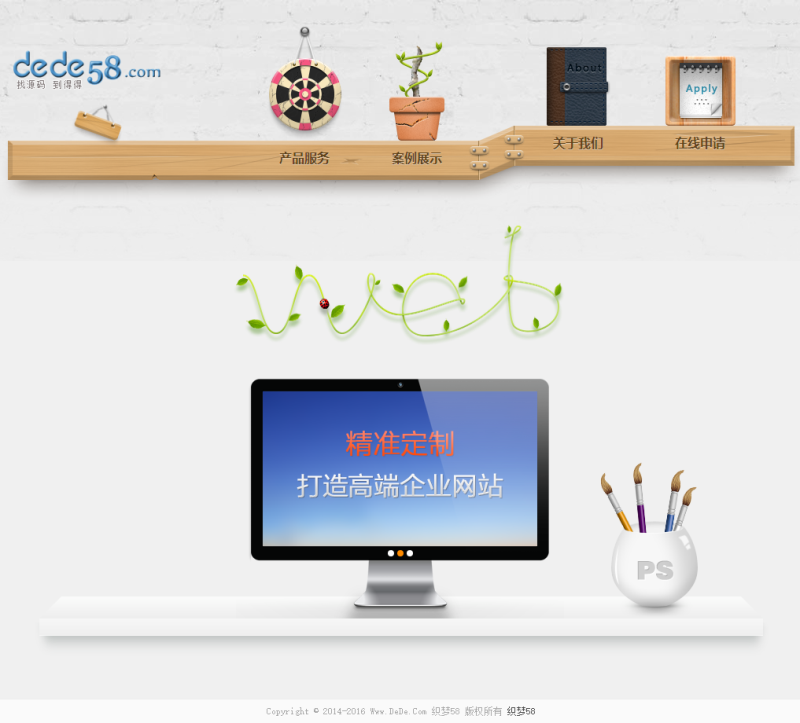 dede58.com
找源码 到得得
About
Apply
产品服务
案例展示
关于我们
在线申请
web
精准定制
打造高端企业网站
PS
Copyright © 2014-2016 Www.DeDe.Com 织梦58 版权所有 织梦58